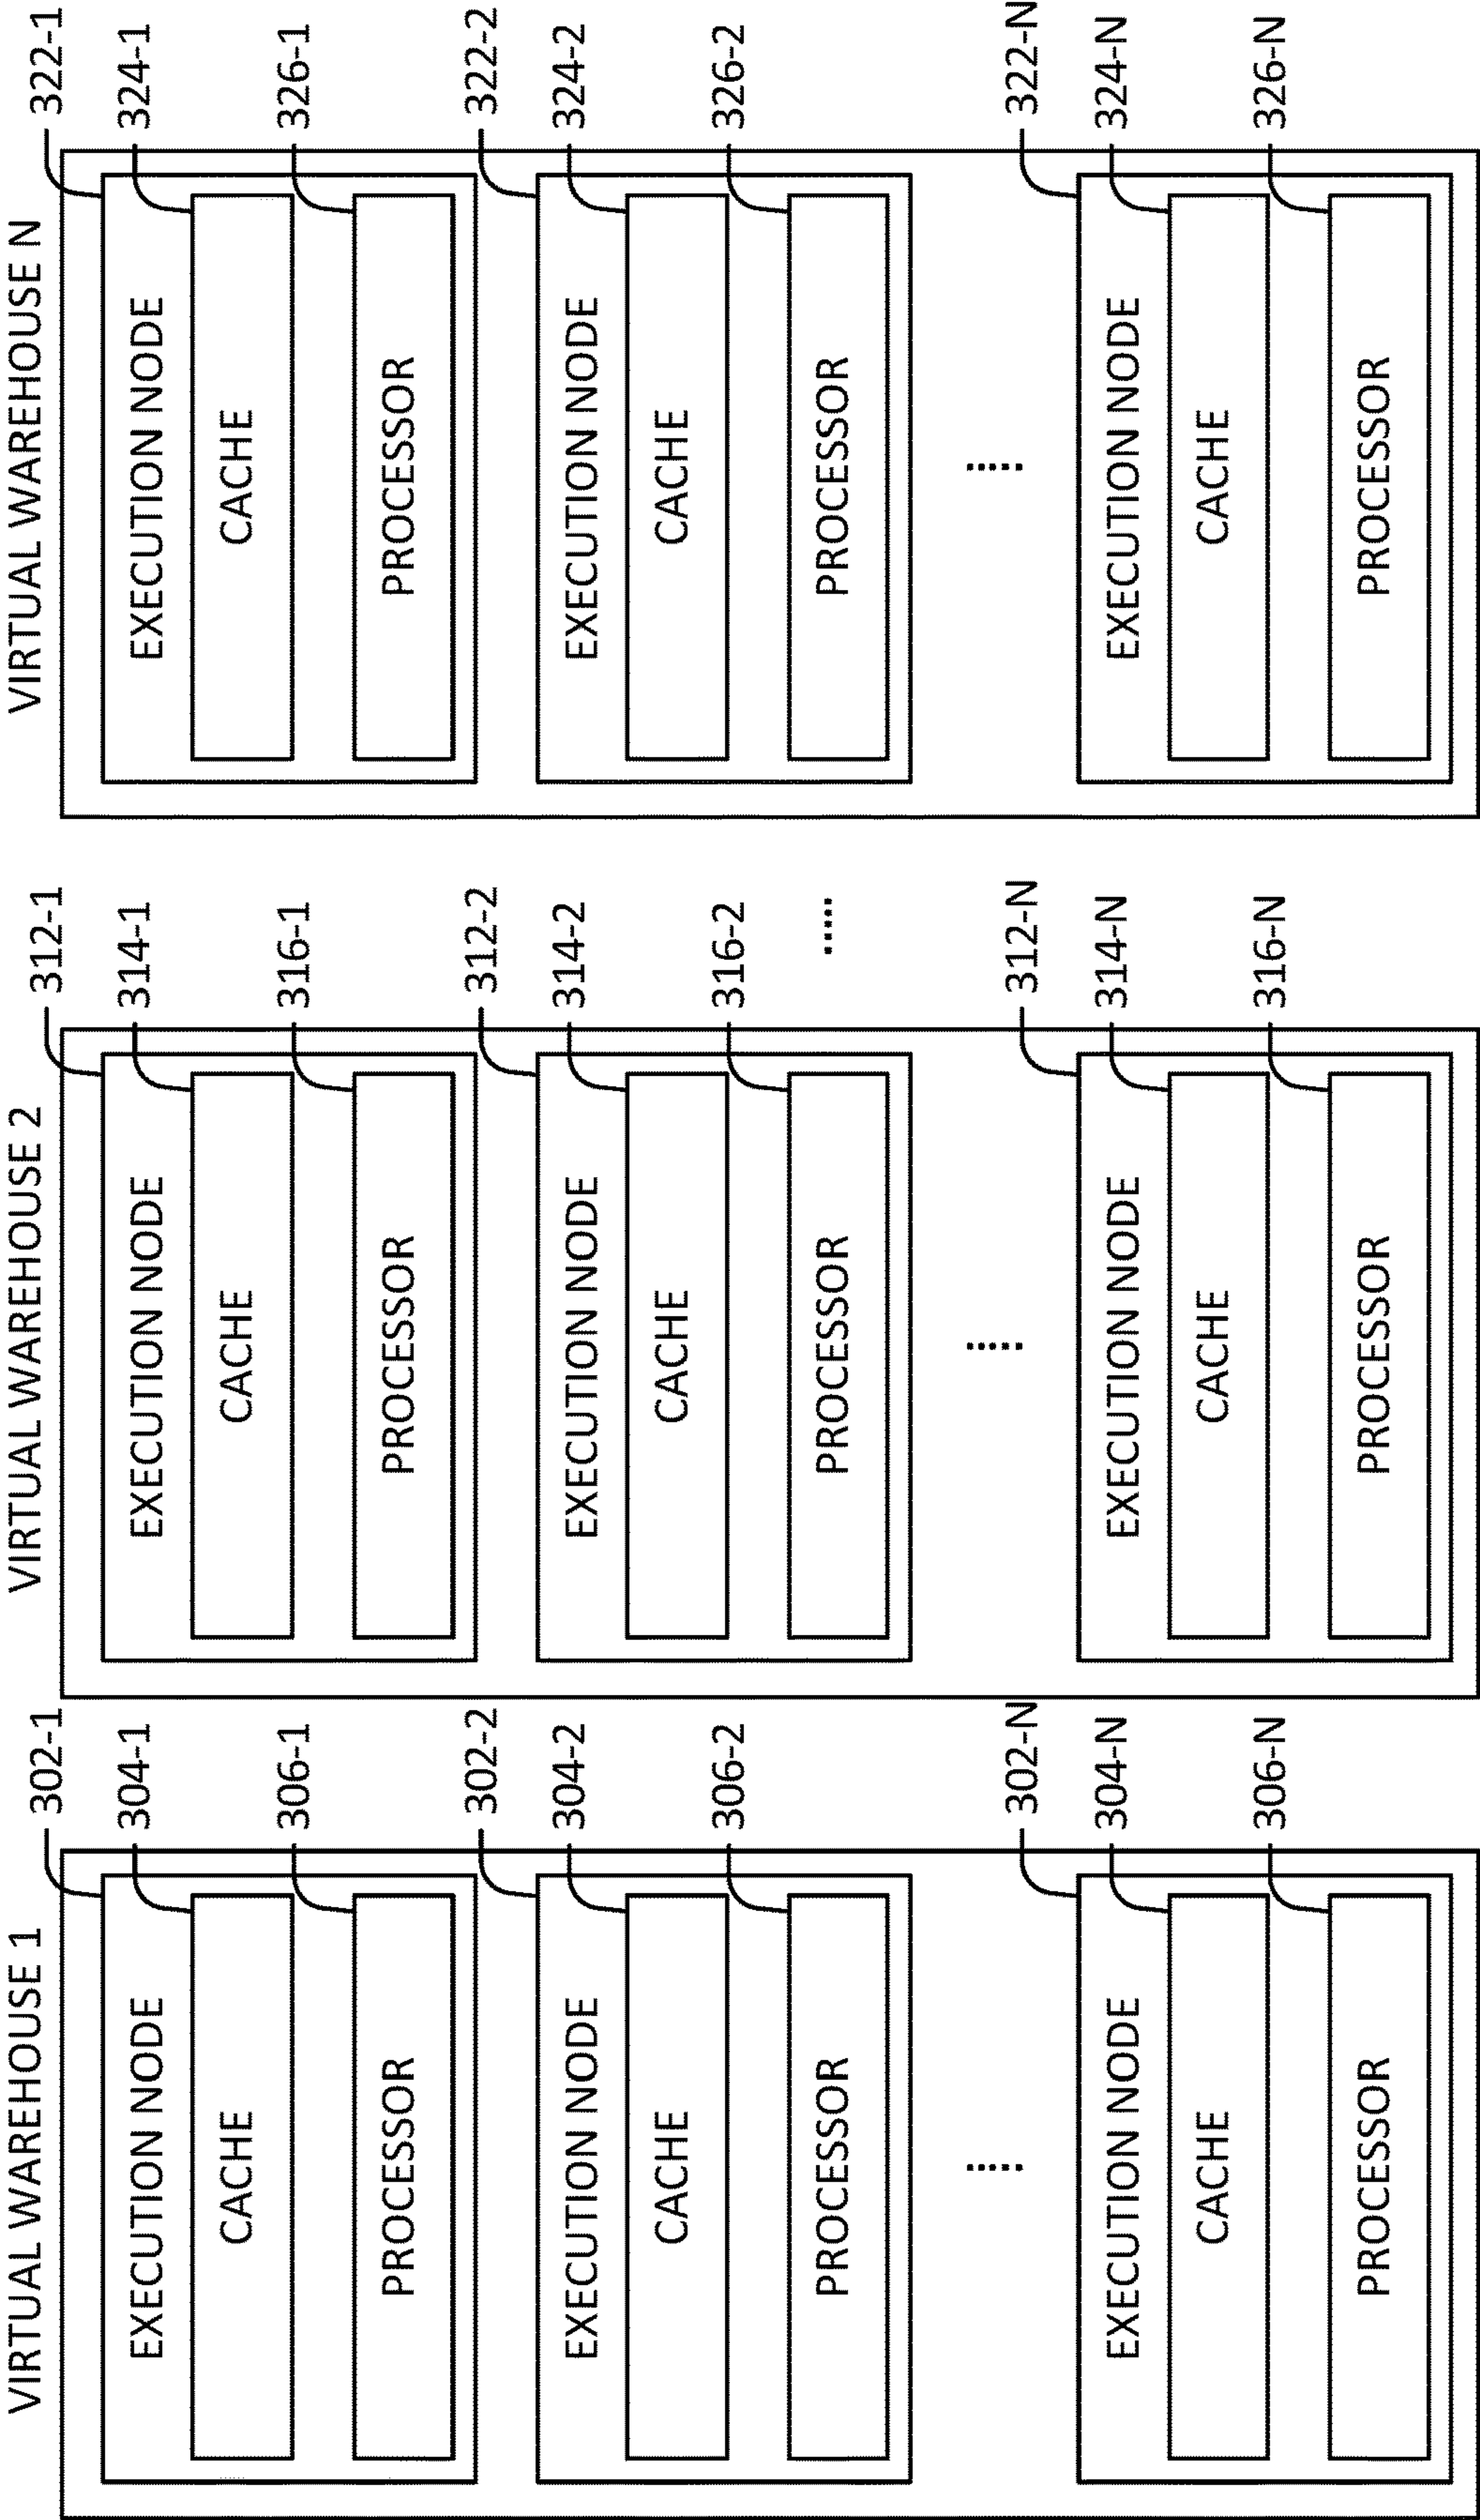 VIRTUAL WAREHOUSE 1
302-1
EXECUTION NODE
304-1
CACHE
306-1
PROCESSOR
302-2
EXECUTION NODE
304-2
CACHE
306-2
PROCESSOR
.....
302-N
EXECUTION NODE
304-N
CACHE
306-N
PROCESSOR
VIRTUAL WAREHOUSE 2
312-1
EXECUTION NODE
314-1
CACHE
316-1
PROCESSOR
312-2
EXECUTION NODE
314-2
CACHE
316-2
PROCESSOR
.....
312-N
EXECUTION NODE
314-N
CACHE
316-N
PROCESSOR
.....
VIRTUAL WAREHOUSE N
322-1
EXECUTION NODE
324-1
CACHE
326-1
PROCESSOR
322-2
EXECUTION NODE
324-2
CACHE
326-2
PROCESSOR
.....
322-N
EXECUTION NODE
324-N
CACHE
326-N
PROCESSOR